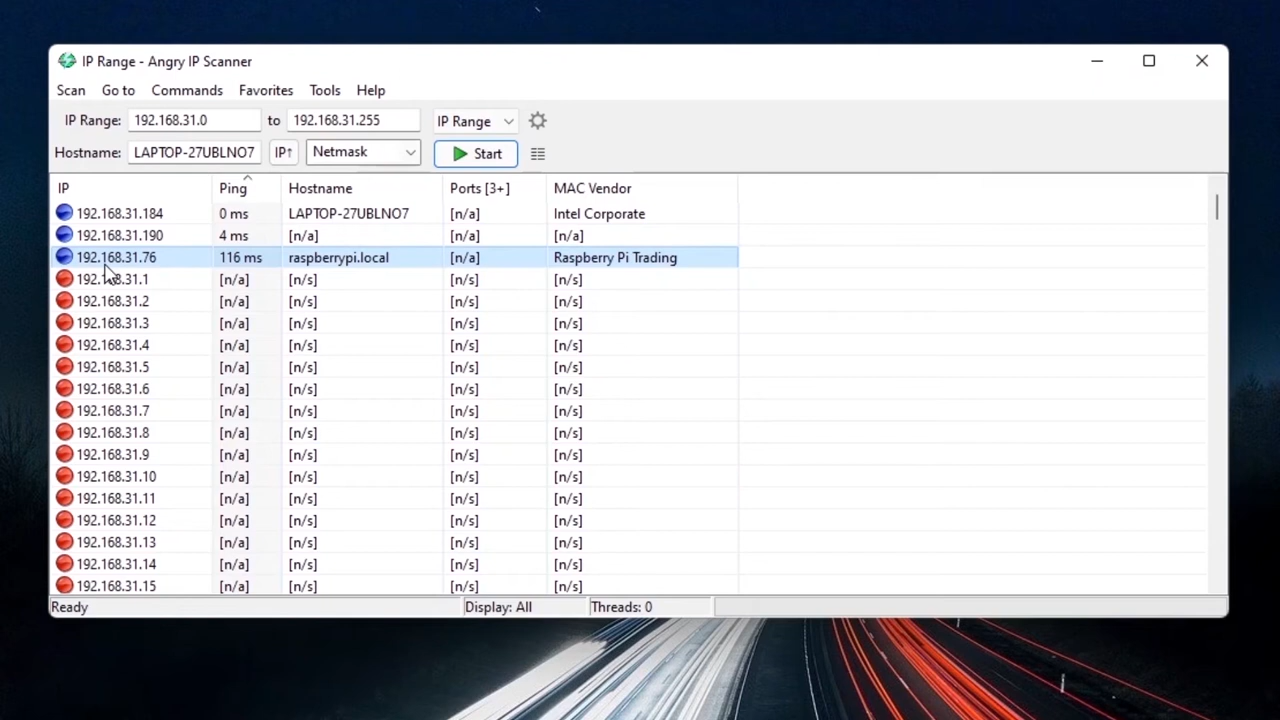 IP Range - Angry IP Scanner
Scan Go to Commands Favorites Tools Help
IP Range: 192.168.31.0 to 192.168.31.255 IP Range
Hostname: LAPTOP-27UBLNO7 IP↑ Netmask Start
IP Ping Hostname Ports [3+] MAC Vendor
192.168.31.184 0 ms LAPTOP-27UBLNO7 [n/a] Intel Corporate
192.168.31.190 4 ms [n/a] [n/a] [n/a]
192.168.31.76 116 ms raspberrypi.local [n/a] Raspberry Pi Trading
192.168.31.1 [n/a] [n/s] [n/s] [n/s]
192.168.31.2 [n/a] [n/s] [n/s] [n/s]
192.168.31.3 [n/a] [n/s] [n/s] [n/s]
192.168.31.4 [n/a] [n/s] [n/s] [n/s]
192.168.31.5 [n/a] [n/s] [n/s] [n/s]
192.168.31.6 [n/a] [n/s] [n/s] [n/s]
192.168.31.7 [n/a] [n/s] [n/s] [n/s]
192.168.31.8 [n/a] [n/s] [n/s] [n/s]
192.168.31.9 [n/a] [n/s] [n/s] [n/s]
192.168.31.10 [n/a] [n/s] [n/s] [n/s]
192.168.31.11 [n/a] [n/s] [n/s] [n/s]
192.168.31.12 [n/a] [n/s] [n/s] [n/s]
192.168.31.13 [n/a] [n/s] [n/s] [n/s]
192.168.31.14 [n/a] [n/s] [n/s] [n/s]
192.168.31.15 [n/a] [n/s] [n/s] [n/s]
Ready Display: All Threads: 0